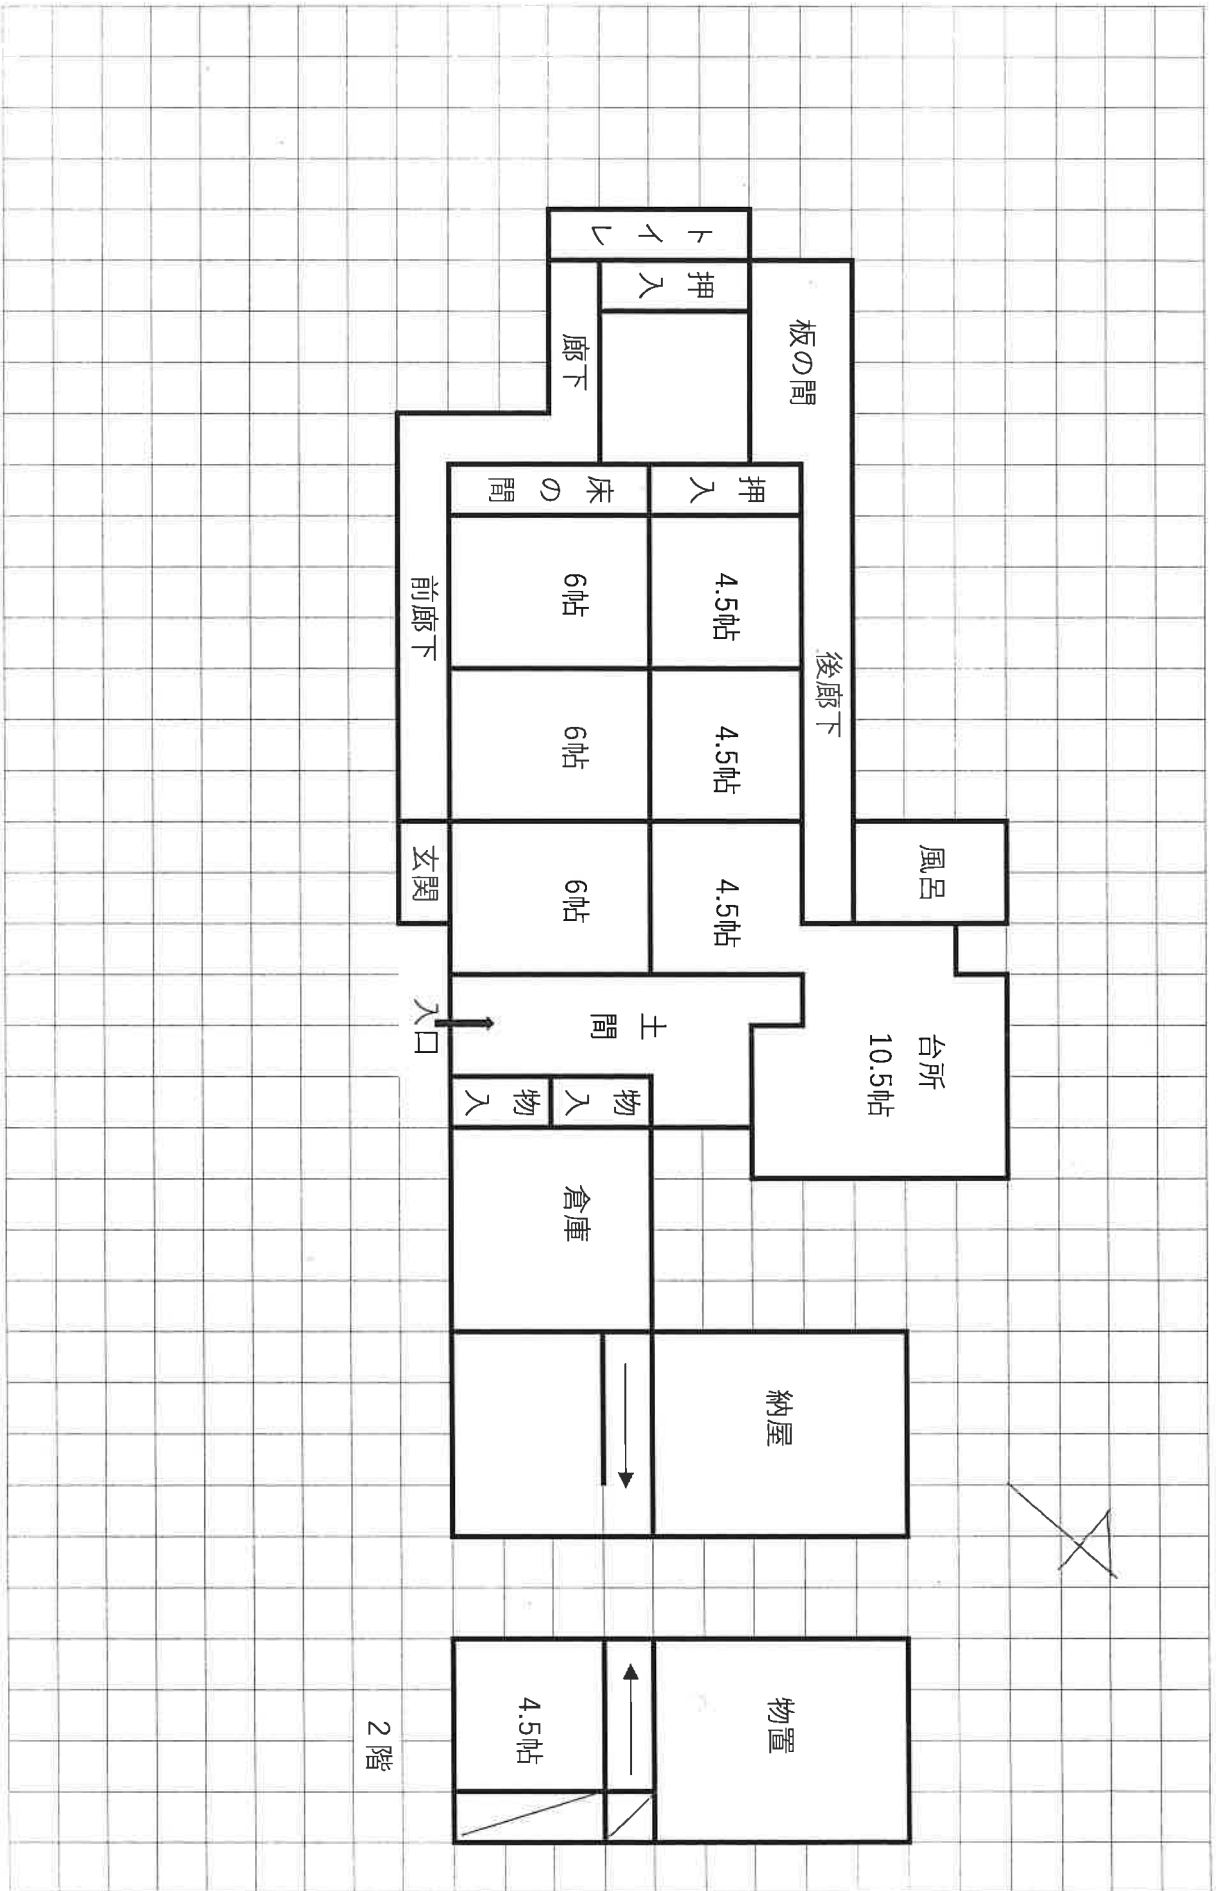 トイレ
押入
板の間
廊下
床の間
押入
6帖
4.5帖
前廊下
後廊下
6帖
4.5帖
玄関
6帖
4.5帖
風呂
入口
土間
台所
10.5帖
物入
物入
倉庫
納屋
4.5帖
物置
2階